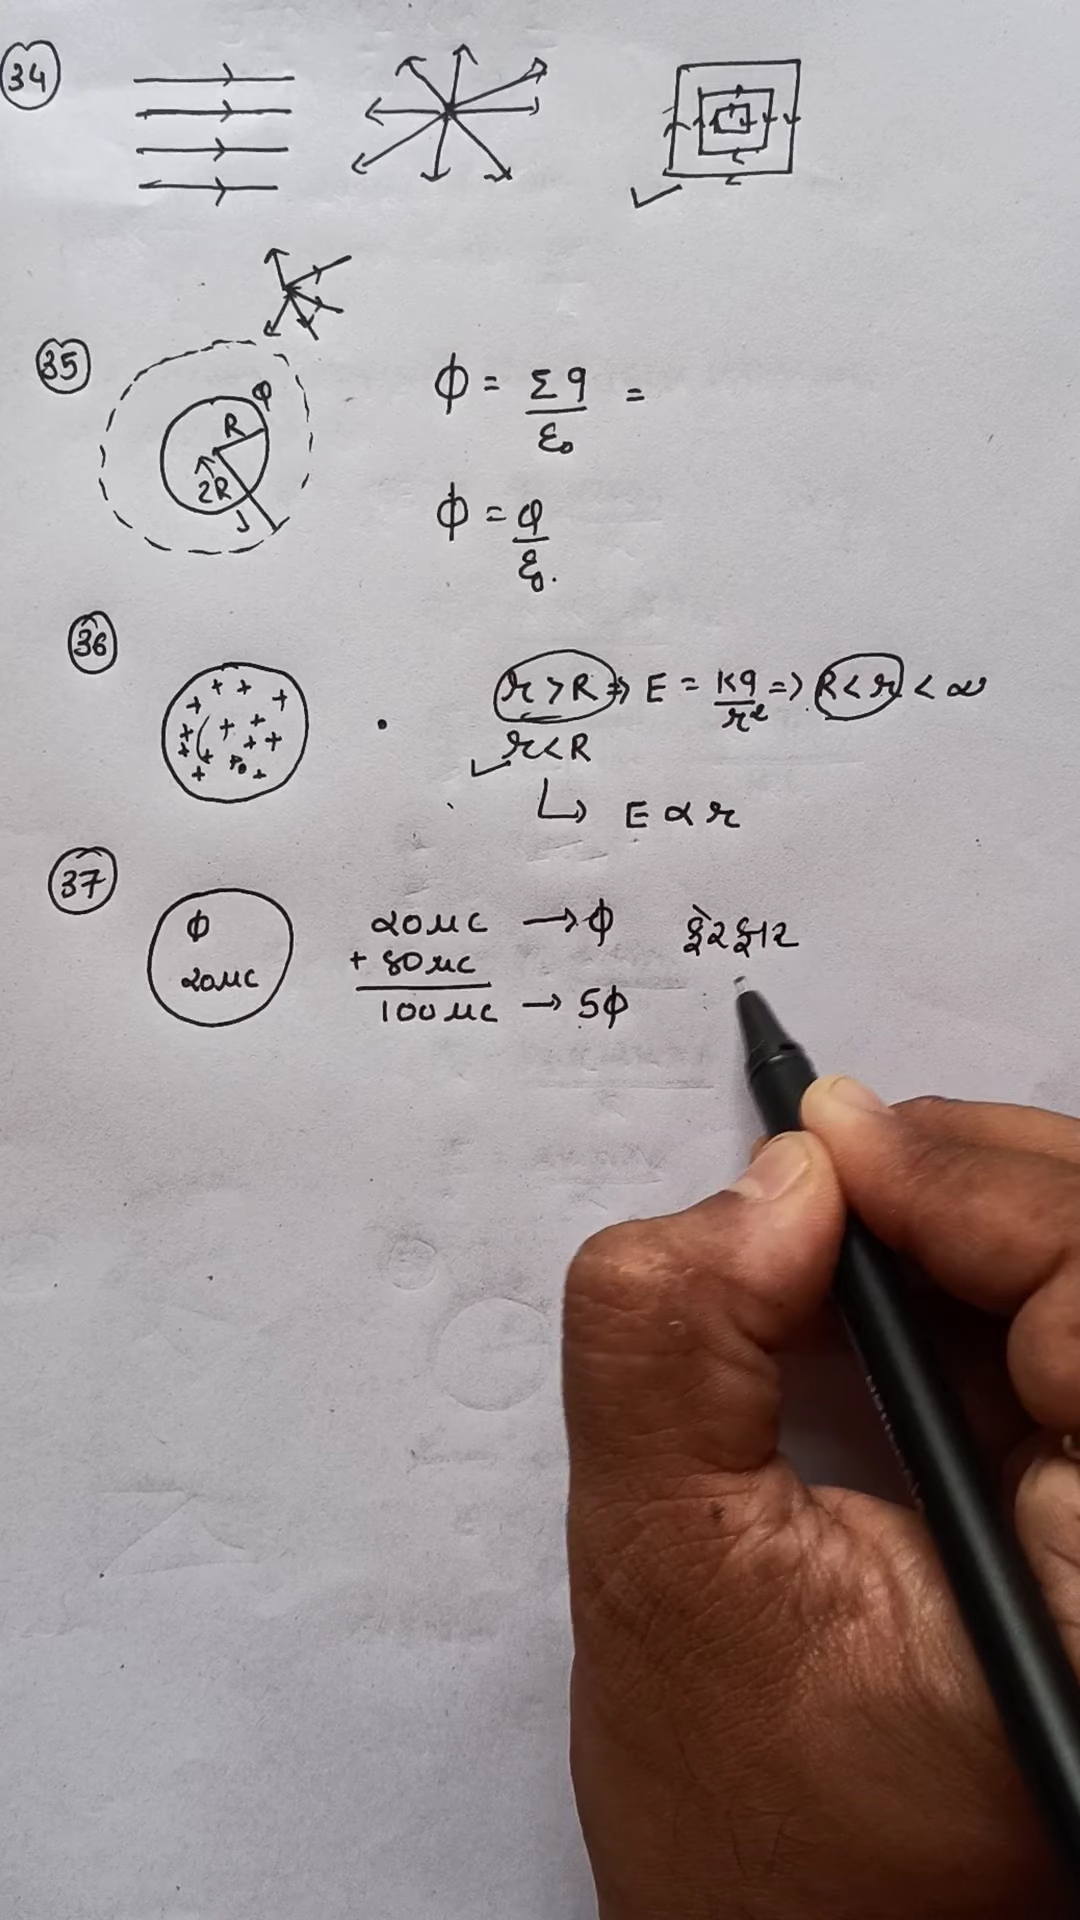 34
35
R
Q
2R
ϕ = Σq / ε₀ =
ϕ = Q / ε₀.
36
r > R ⇒ E = kq / r² ⇒ R < r < ∞
r < R
E ∝ r
37
ϕ
20μC
20μC → ϕ
+ 80μC
100μC → 5ϕ